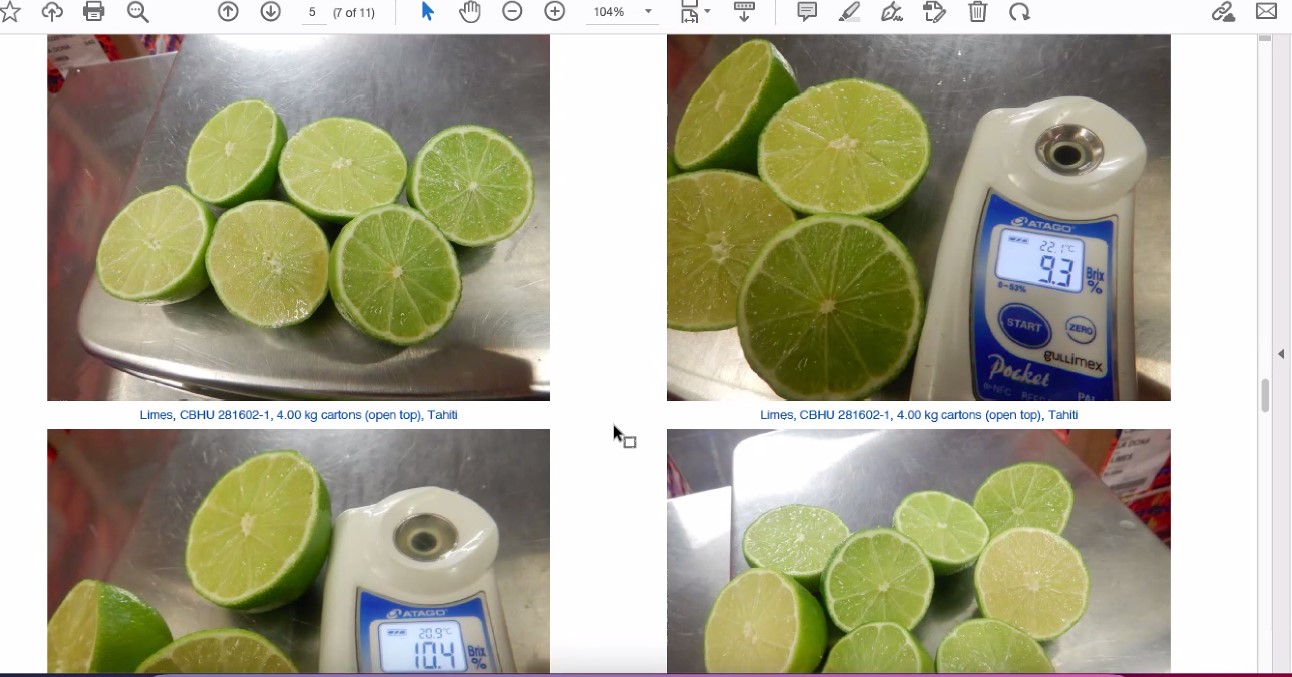 5 (7 of 11) 104%
ATAGO
22.1°C
9.3
Brix
%
0-53%
START
ZERO
gullimex
Pocket
PAL
Limes, CBHU 281602-1, 4.00 kg cartons (open top), Tahiti
Limes, CBHU 281602-1, 4.00 kg cartons (open top), Tahiti
ATAGO
20.9°C
10.4
Brix
%